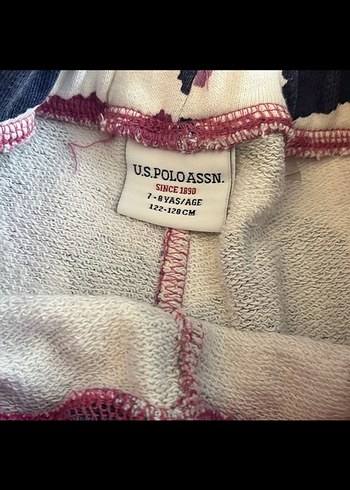 U.S. POLO ASSN.
SINCE 1890
7-8 YAŞ/AGE
122-128 CM